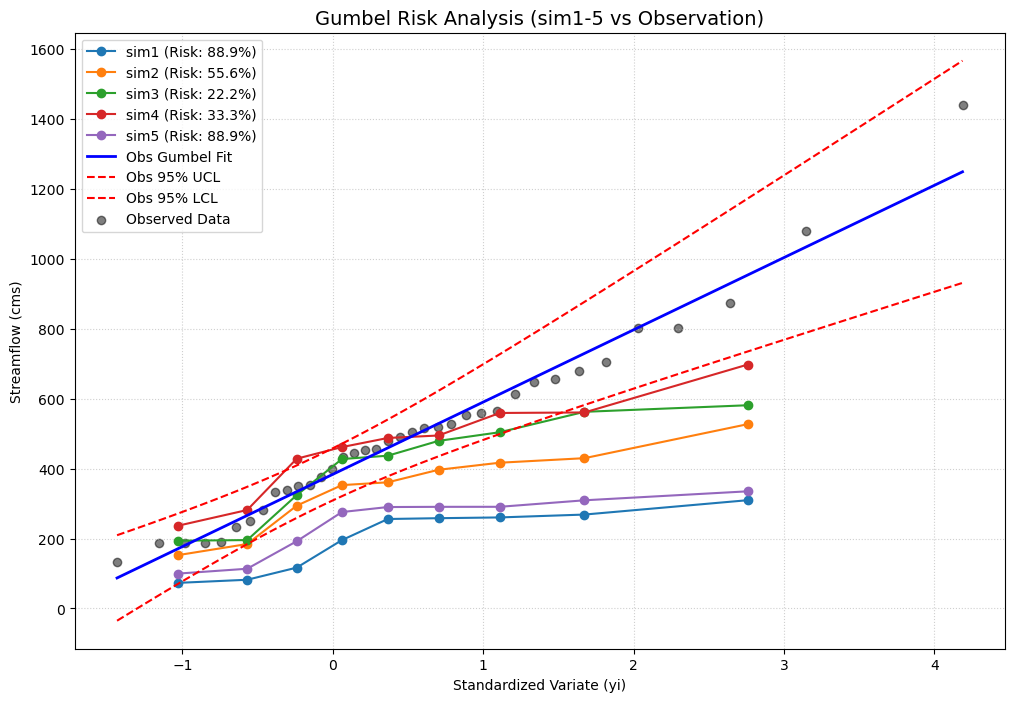 Gumbel Risk Analysis (sim1-5 vs Observation)
sim1 (Risk: 88.9%)
sim2 (Risk: 55.6%)
sim3 (Risk: 22.2%)
sim4 (Risk: 33.3%)
sim5 (Risk: 88.9%)
Obs Gumbel Fit
Obs 95% UCL
Obs 95% LCL
Observed Data
Streamflow (cms)
1600
1400
1200
1000
800
600
400
200
0
−1
0
1
2
3
4
Standardized Variate (yi)